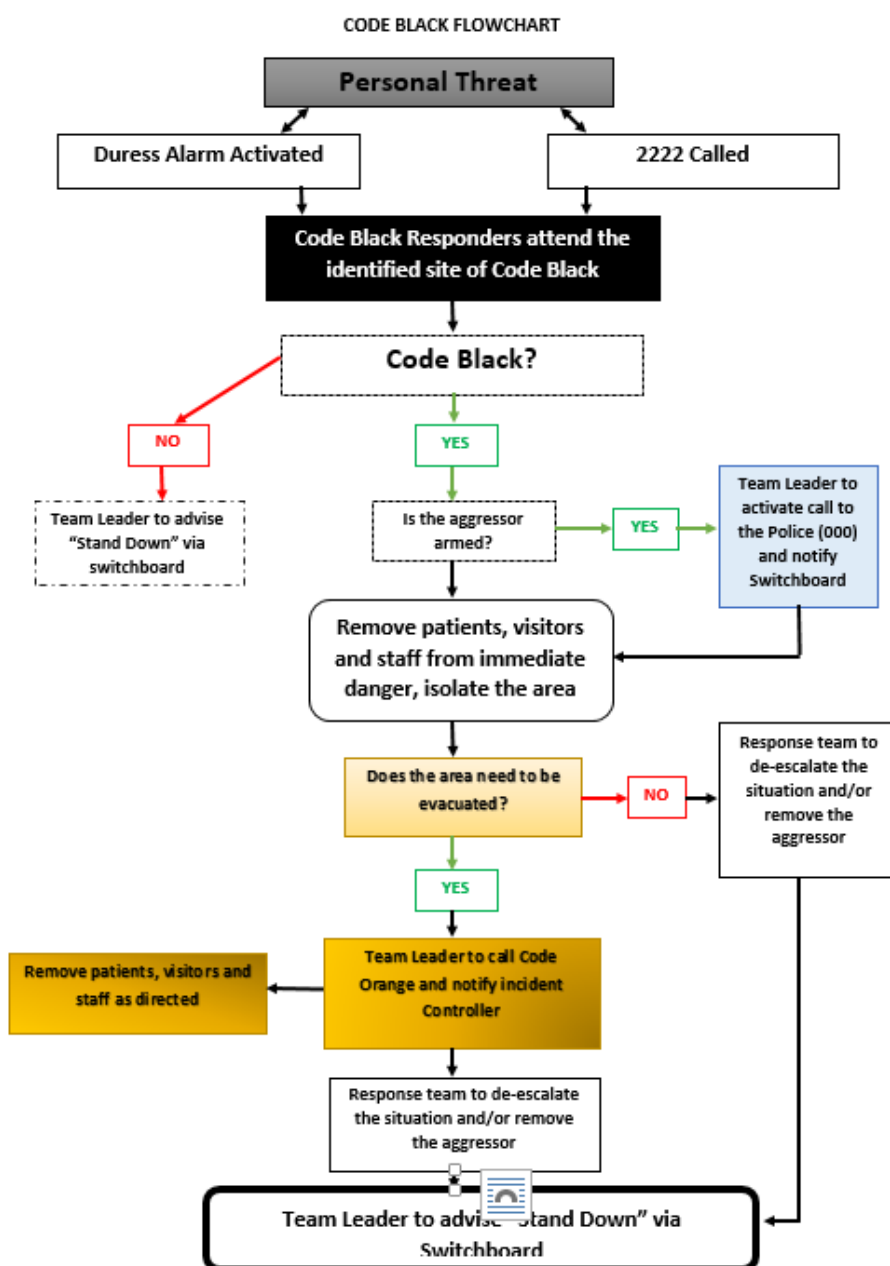 CODE BLACK FLOWCHART
Personal Threat
Duress Alarm Activated
2222 Called
Code Black Responders attend the
identified site of Code Black
Code Black?
NO
YES
Team Leader to advise
“Stand Down” via
switchboard
Is the aggressor
armed?
YES
Team Leader to
activate call to
the Police (000)
and notify
Switchboard
Remove patients, visitors
and staff from immediate
danger, isolate the area
Does the area need to be
evacuated?
NO
Response team to
de-escalate the
situation and/or
remove the
aggressor
YES
Team Leader to call Code
Orange and notify incident
Controller
Remove patients, visitors and
staff as directed
Response team to de-escalate
the situation and/or remove
the aggressor
Team Leader to advise “Stand Down” via
Switchboard